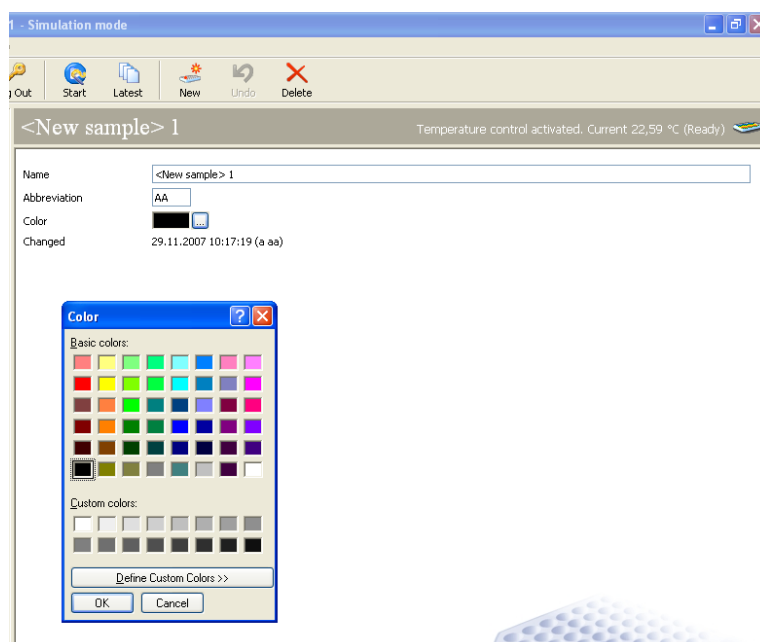 1 - Simulation mode
g Out Start Latest New Undo Delete
<New sample> 1 Temperature control activated. Current 22,59 °C (Ready)
Name <New sample> 1
Abbreviation AA
Color ...
Changed 29.11.2007 10:17:19 (a aa)
Color ?
Basic colors:
Custom colors:
Define Custom Colors >>
OK Cancel